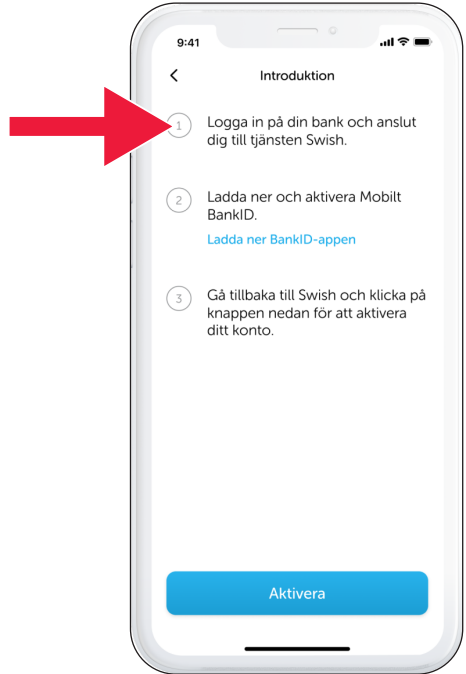 9:41
Introduktion
1
Logga in på din bank och anslut
dig till tjänsten Swish.
2
Ladda ner och aktivera Mobilt
BankID.
Ladda ner BankID-appen
3
Gå tillbaka till Swish och klicka på
knappen nedan för att aktivera
ditt konto.
Aktivera